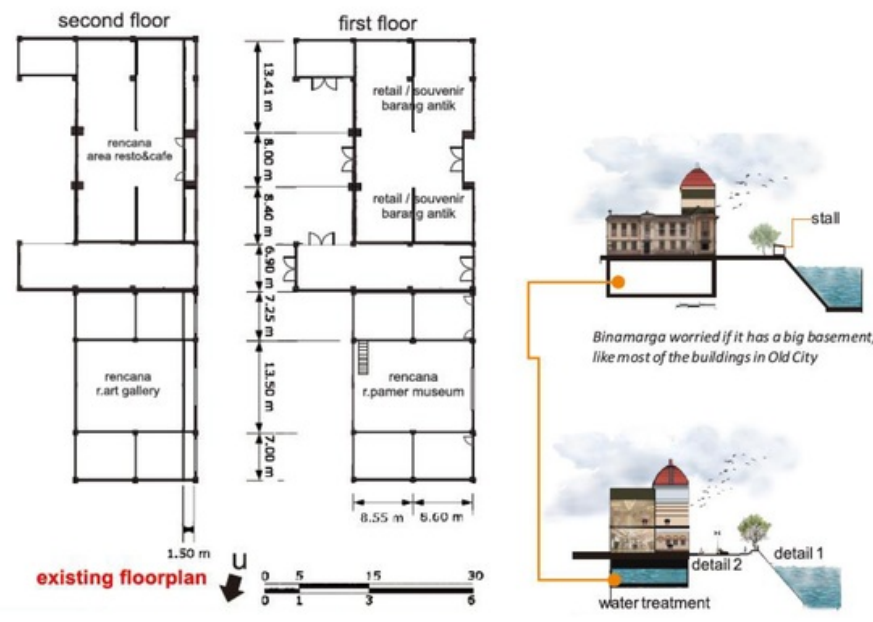 second floor
first floor
retail / souvenir
barang antik
rencana
area resto&cafe
retail / souvenir
barang antik
rencana
r.art gallery
rencana
r.pamer museum
13.41 m
8.00 m
8.40 m
6.90 m
7.25 m
13.50 m
7.00 m
8.55 m
8.60 m
1.50 m
existing floorplan
u
0 5 15 30
0 1 3 6
stall
Binamarga worried if it has a big basement,
like most of the buildings in Old City
detail 1
detail 2
water treatment